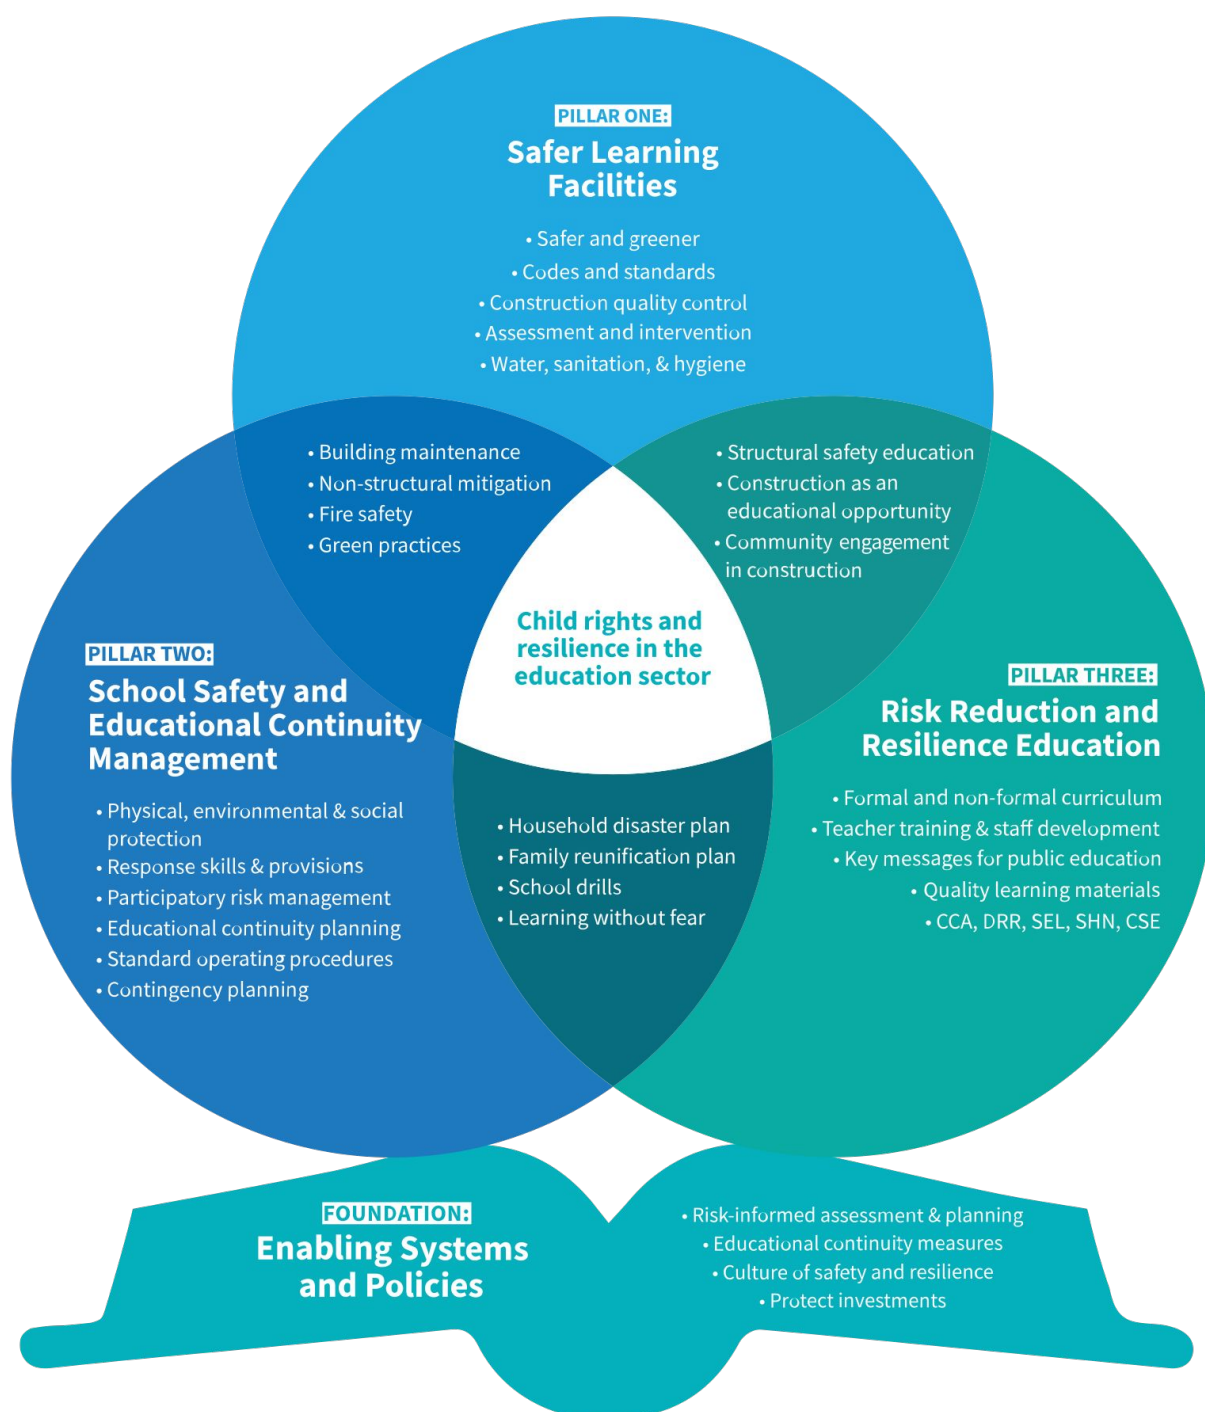 PILLAR ONE:
Safer Learning
Facilities
• Safer and greener
• Codes and standards
• Construction quality control
• Assessment and intervention
• Water, sanitation, & hygiene
• Building maintenance
• Non-structural mitigation
• Fire safety
• Green practices
• Structural safety education
• Construction as an
educational opportunity
• Community engagement
in construction
Child rights and
resilience in the
education sector
PILLAR TWO:
School Safety and
Educational Continuity
Management
• Physical, environmental & social
protection
• Response skills & provisions
• Participatory risk management
• Educational continuity planning
• Standard operating procedures
• Contingency planning
• Household disaster plan
• Family reunification plan
• School drills
• Learning without fear
PILLAR THREE:
Risk Reduction and
Resilience Education
• Formal and non-formal curriculum
• Teacher training & staff development
• Key messages for public education
• Quality learning materials
• CCA, DRR, SEL, SHN, CSE
FOUNDATION:
Enabling Systems
and Policies
• Risk-informed assessment & planning
• Educational continuity measures
• Culture of safety and resilience
• Protect investments